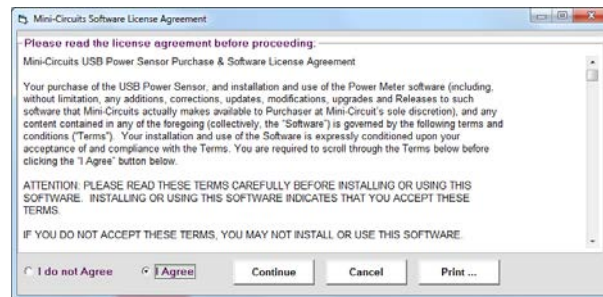 Mini-Circuits Software License Agreement
Please read the license agreement before proceeding:
Mini-Circuits USB Power Sensor Purchase & Software License Agreement
Your purchase of the USB Power Sensor, and installation and use of the Power Meter software (including,
without limitation, any additions, corrections, updates, modifications, upgrades and Releases to such
software that Mini-Circuits actually makes available to Purchaser at Mini-Circuit's sole discretion), and any
content contained in any of the foregoing (collectively, the "Software") is governed by the following terms and
conditions ("Terms"). Your installation and use of the Software is expressly conditioned upon your
acceptance of and compliance with the Terms. You are required to scroll through the Terms below before
clicking the "I Agree" button below.
ATTENTION: PLEASE READ THESE TERMS CAREFULLY BEFORE INSTALLING OR USING THIS
SOFTWARE. INSTALLING OR USING THIS SOFTWARE INDICATES THAT YOU ACCEPT THESE
TERMS.
IF YOU DO NOT ACCEPT THESE TERMS, YOU MAY NOT INSTALL OR USE THIS SOFTWARE.
I do not Agree I Agree Continue Cancel Print ...